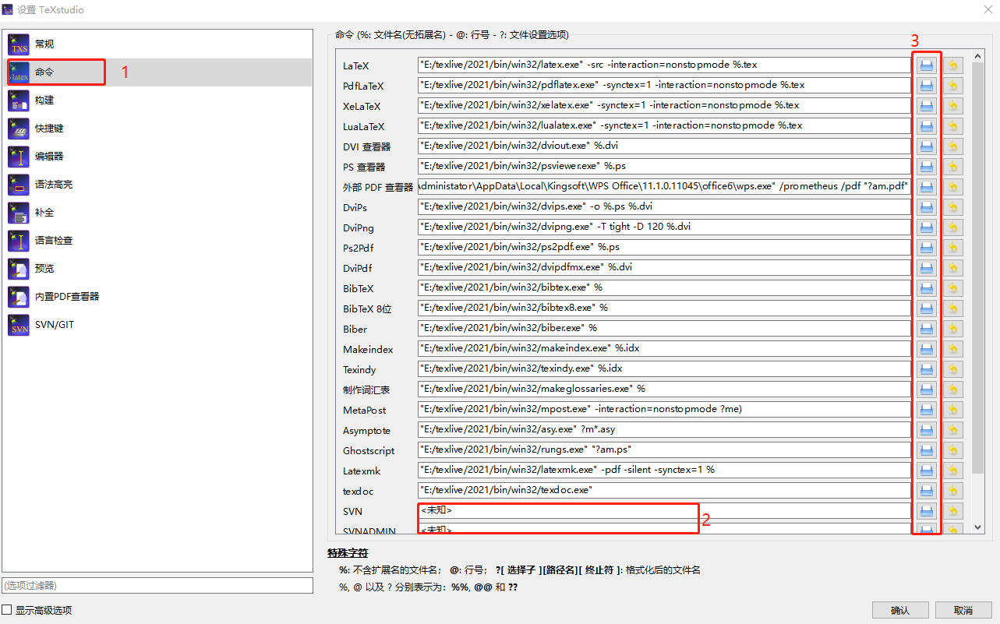 设置 TeXstudio
常规
命令
1
构建
快捷键
编辑器
语法高亮
补全
语言检查
预览
内置PDF查看器
SVN/GIT
(选项过滤器)
显示高级选项
命令 (%: 文件名(无拓展名) - @: 行号 - ?: 文件设置选项)
3
LaTeX "E:/texlive/2021/bin/win32/latex.exe" -src -interaction=nonstopmode %.tex
PdfLaTeX "E:/texlive/2021/bin/win32/pdflatex.exe" -synctex=1 -interaction=nonstopmode %.tex
XeLaTeX "E:/texlive/2021/bin/win32/xelatex.exe" -synctex=1 -interaction=nonstopmode %.tex
LuaLaTeX "E:/texlive/2021/bin/win32/lualatex.exe" -synctex=1 -interaction=nonstopmode %.tex
DVI 查看器 "E:/texlive/2021/bin/win32/dviout.exe" %.dvi
PS 查看器 "E:/texlive/2021/bin/win32/psviewer.exe" %.ps
外部 PDF 查看器 Administator\AppData\Local\Kingsoft\WPS Office\11.1.0.11045\office6\wps.exe" /prometheus /pdf "?am.pdf"
DviPs "E:/texlive/2021/bin/win32/dvips.exe" -o %.ps %.dvi
DviPng "E:/texlive/2021/bin/win32/dvipng.exe" -T tight -D 120 %.dvi
Ps2Pdf "E:/texlive/2021/bin/win32/ps2pdf.exe" %.ps
DviPdf "E:/texlive/2021/bin/win32/dvipdfmx.exe" %.dvi
BibTeX "E:/texlive/2021/bin/win32/bibtex.exe" %
BibTeX 8位 "E:/texlive/2021/bin/win32/bibtex8.exe" %
Biber "E:/texlive/2021/bin/win32/biber.exe" %
Makeindex "E:/texlive/2021/bin/win32/makeindex.exe" %.idx
Texindy "E:/texlive/2021/bin/win32/texindy.exe" %.idx
制作词汇表 "E:/texlive/2021/bin/win32/makeglossaries.exe" %
MetaPost "E:/texlive/2021/bin/win32/mpost.exe" -interaction=nonstopmode ?me)
Asymptote "E:/texlive/2021/bin/win32/asy.exe" ?m*.asy
Ghostscript "E:/texlive/2021/bin/win32/rungs.exe" "?am.ps"
Latexmk "E:/texlive/2021/bin/win32/latexmk.exe" -pdf -silent -synctex=1 %
texdoc "E:/texlive/2021/bin/win32/texdoc.exe"
SVN <未知>
2
SVNADMIN <未知>
特殊字符
%: 不含扩展名的文件名； @: 行号； ?[ 选择子 ][路径名][ 终止符 ]: 格式化后的文件名
%, @ 以及 ? 分别表示为：%%, @@ 和 ??
确认
取消